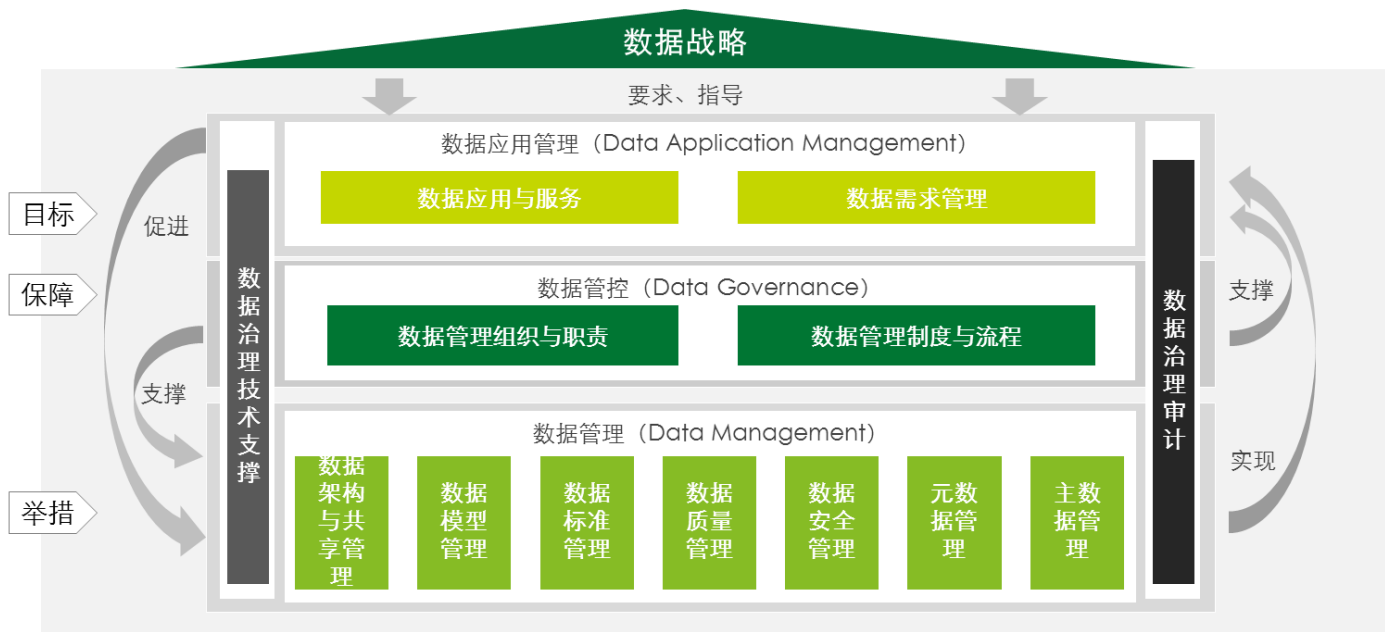 数据战略
要求、指导
数据应用管理（Data Application Management）
数据应用与服务
数据需求管理
目标
促进
数据管控（Data Governance）
保障
数据管理组织与职责
数据管理制度与流程
支撑
支撑
数据治理技术支撑
数据治理审计
数据管理（Data Management）
举措
数据
架构
与共
享管
理
数据
模型
管理
数据
标准
管理
数据
质量
管理
数据
安全
管理
元数
据管
理
主数
据管
理
实现